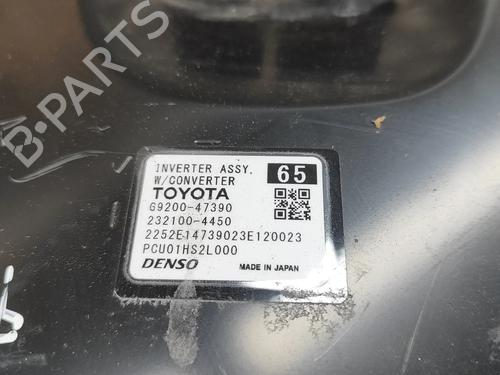 B-PARTS
INVERTER ASSY. 65
W/CONVERTER
TOYOTA
G9200-47390
232100-4450
2252E14739023E120023
PCU01HS2L000
DENSO MADE IN JAPAN